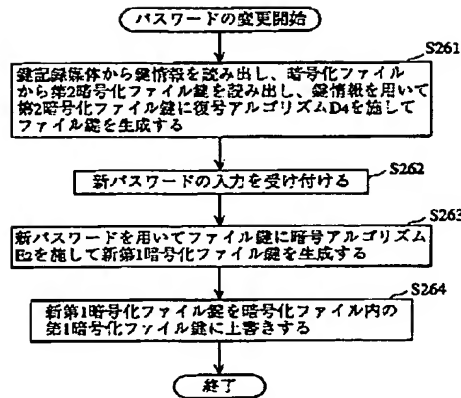 パスワードの変更開始
S261
鍵記録媒体から鍵情報を読み出し、暗号化ファイル
から第2暗号化ファイル鍵を読み出し、鍵情報を用いて
第2暗号化ファイル鍵に復号アルゴリズムD4を施して
ファイル鍵を生成する
S262
新パスワードの入力を受け付ける
S263
新パスワードを用いてファイル鍵に暗号アルゴリズム
E2を施して新第1暗号化ファイル鍵を生成する
S264
新第1暗号化ファイル鍵を暗号化ファイル内の
第1暗号化ファイル鍵に上書きする
終了